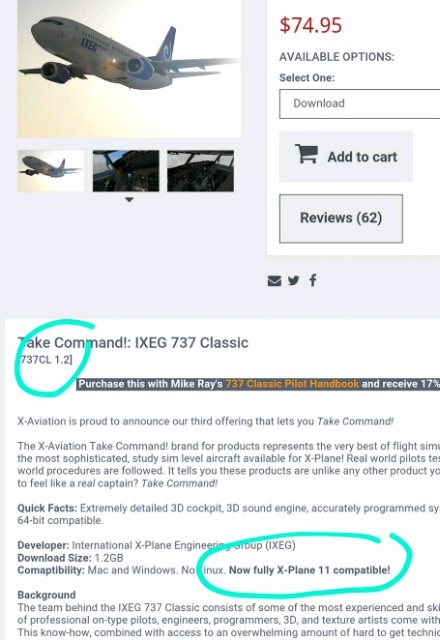 IXEG
$74.95
AVAILABLE OPTIONS:
Select One:
Download
Add to cart
Reviews (62)
Take Command!: IXEG 737 Classic
737CL 1.2]
Purchase this with Mike Ray's 737 Classic Pilot Handbook and receive 17%
X-Aviation is proud to announce our third offering that lets you Take Command!
The X-Aviation Take Command! brand for products represents the very best of flight simu
the most sophisticated, study sim level aircraft available for X-Plane! Real world pilots tes
world procedures are followed. It tells you these products are unlike any other product yo
to feel like a real captain? Take Command!
Quick Facts: Extremely detailed 3D cockpit, 3D sound engine, accurately programmed sy
64-bit compatible.
Developer: International X-Plane Engineering Group (IXEG)
Download Size: 1.2GB
Comaptibility: Mac and Windows. No Linux. Now fully X-Plane 11 compatible!
Background
The team behind the IXEG 737 Classic consists of some of the most experienced and ski
of professional on-type pilots, engineers, programmers, 3D, and texture artists come with
This know-how, combined with access to an overwhelming amount of hard to get techni